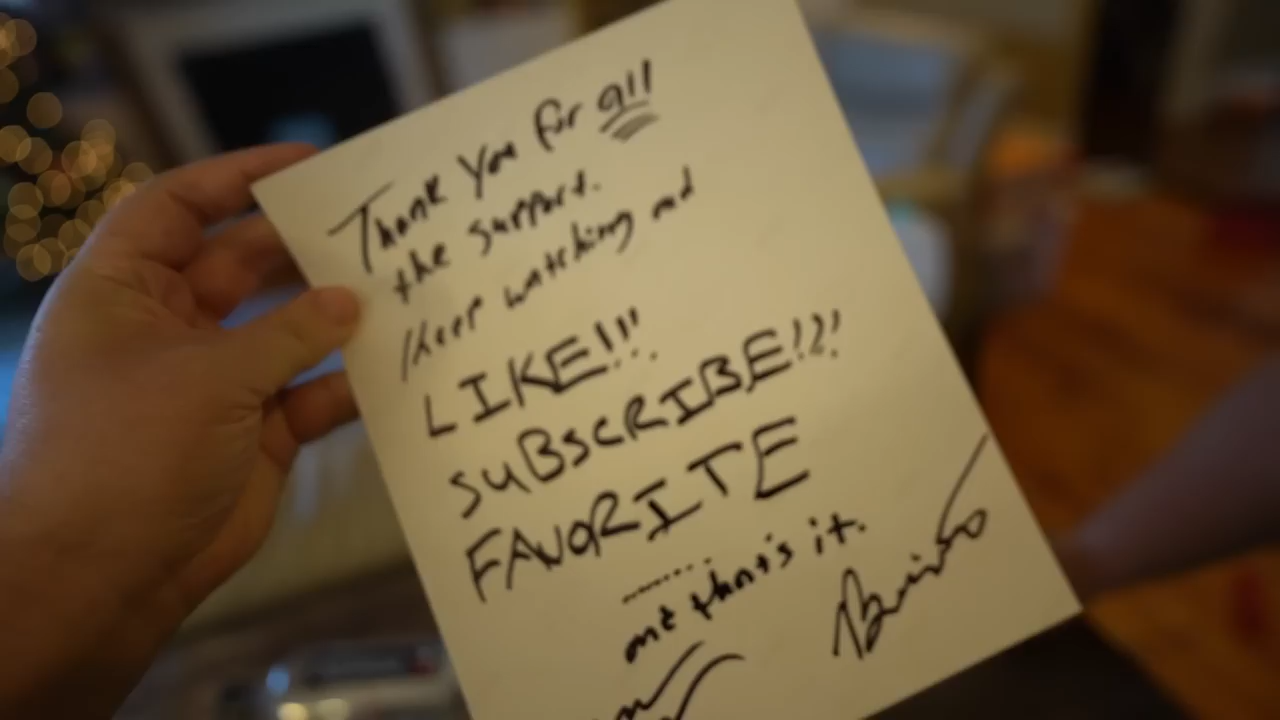 Thank you for all
the support.
Keep watching and
LIKE!!!
SUBSCRIBE!!?!
FAVORITE
........
and that's it.